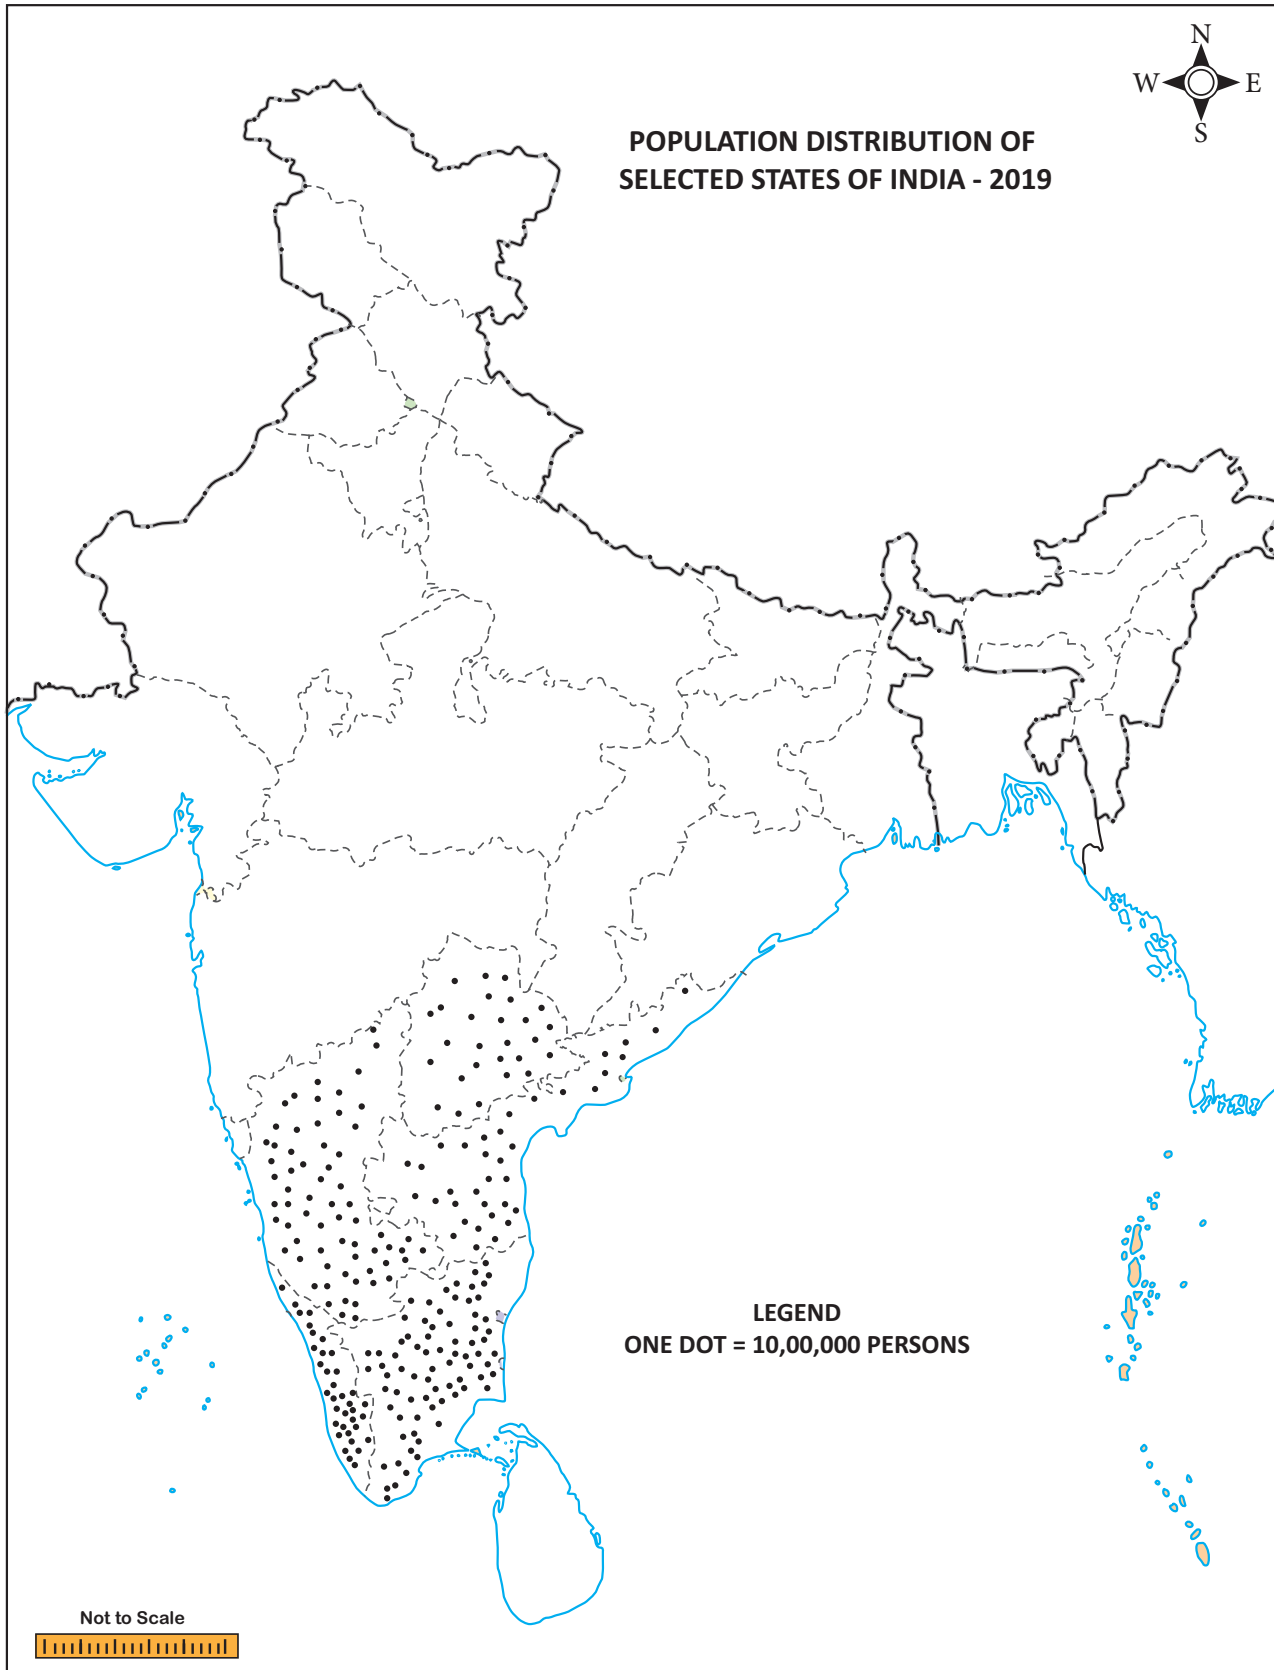 N
W E
S
POPULATION DISTRIBUTION OF
SELECTED STATES OF INDIA - 2019
LEGEND
ONE DOT = 10,00,000 PERSONS
Not to Scale